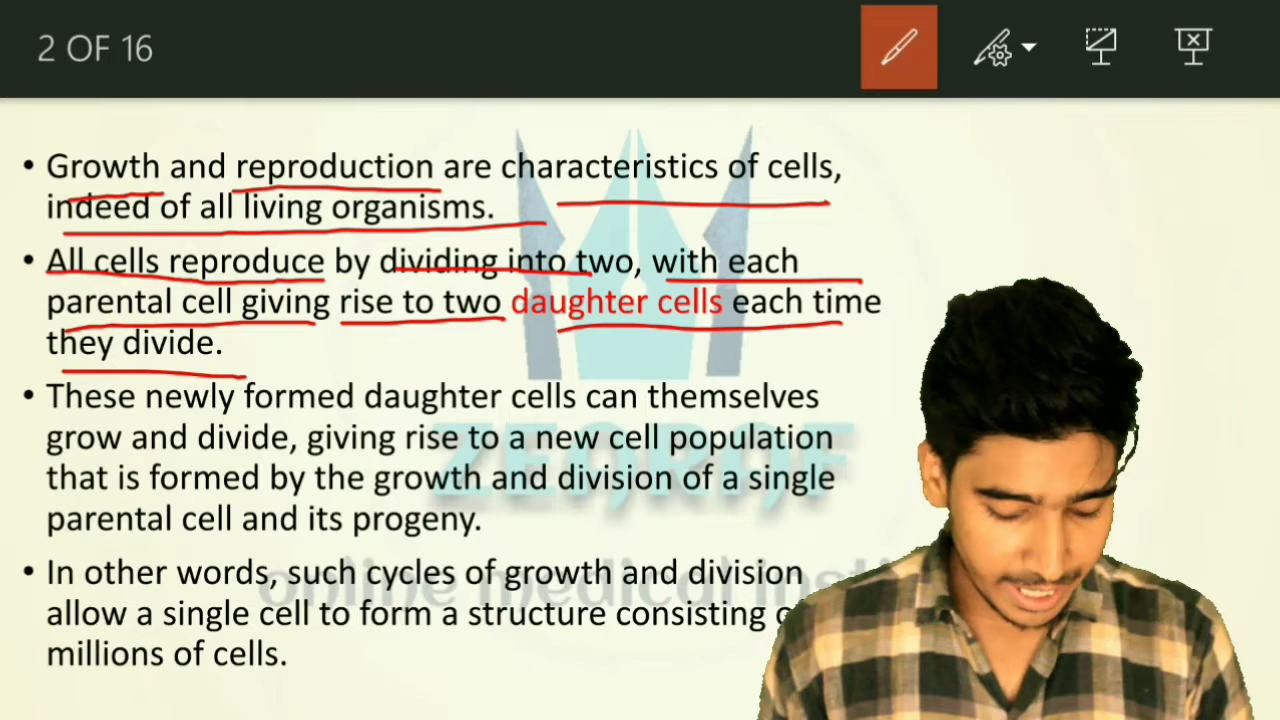 2 OF 16
• Growth and reproduction are characteristics of cells,
indeed of all living organisms.
• All cells reproduce by dividing into two, with each
parental cell giving rise to two daughter cells each time
they divide.
• These newly formed daughter cells can themselves
grow and divide, giving rise to a new cell population
that is formed by the growth and division of a single
parental cell and its progeny.
• In other words, such cycles of growth and division
allow a single cell to form a structure consisting
millions of cells.
online medical